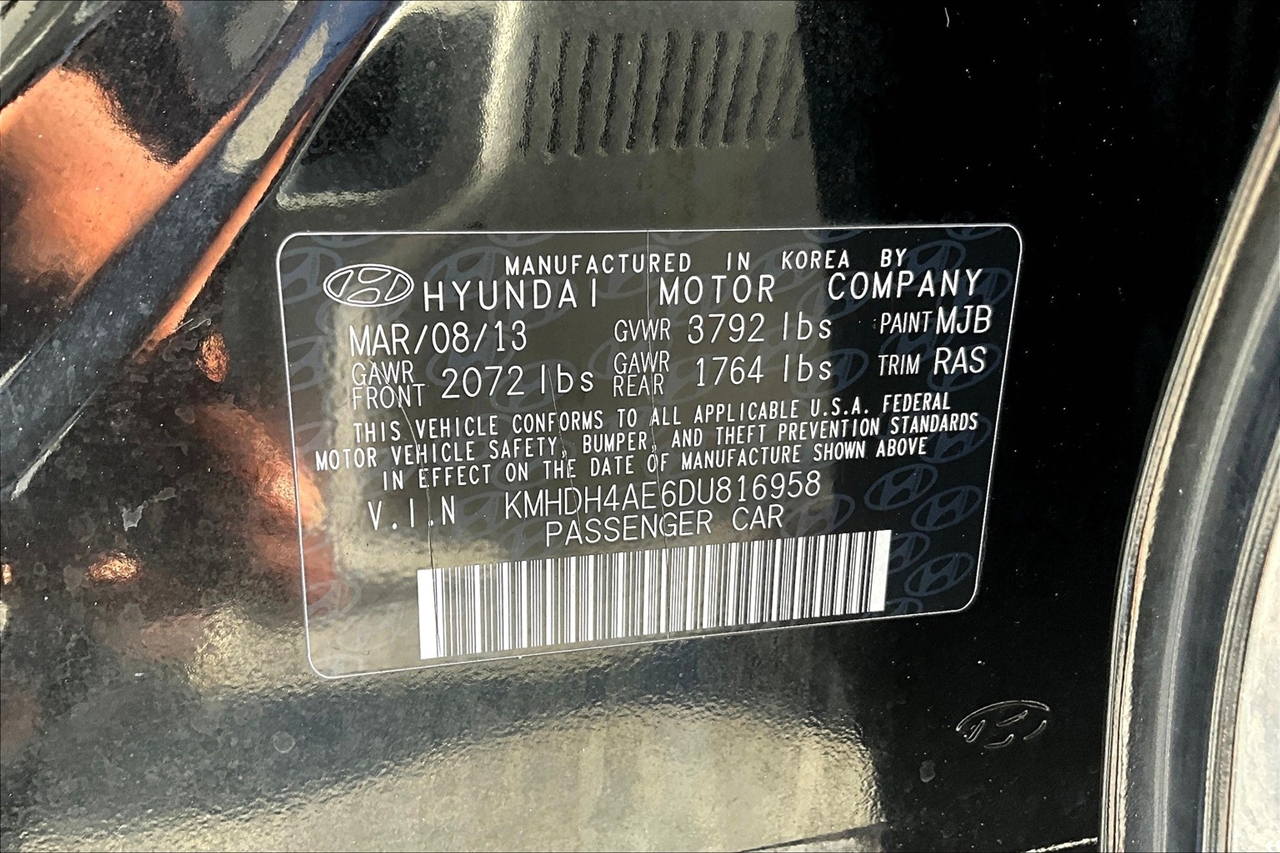 MANUFACTURED IN KOREA BY
HYUNDAI MOTOR COMPANY
MAR/08/13 GVWR 3792 lbs PAINT MJB
GAWR FRONT 2072 lbs GAWR REAR 1764 lbs TRIM RAS
THIS VEHICLE CONFORMS TO ALL APPLICABLE U.S.A. FEDERAL
MOTOR VEHICLE SAFETY, BUMPER, AND THEFT PREVENTION STANDARDS
IN EFFECT ON THE DATE OF MANUFACTURE SHOWN ABOVE
V.I.N KMHDH4AE6DU816958
PASSENGER CAR